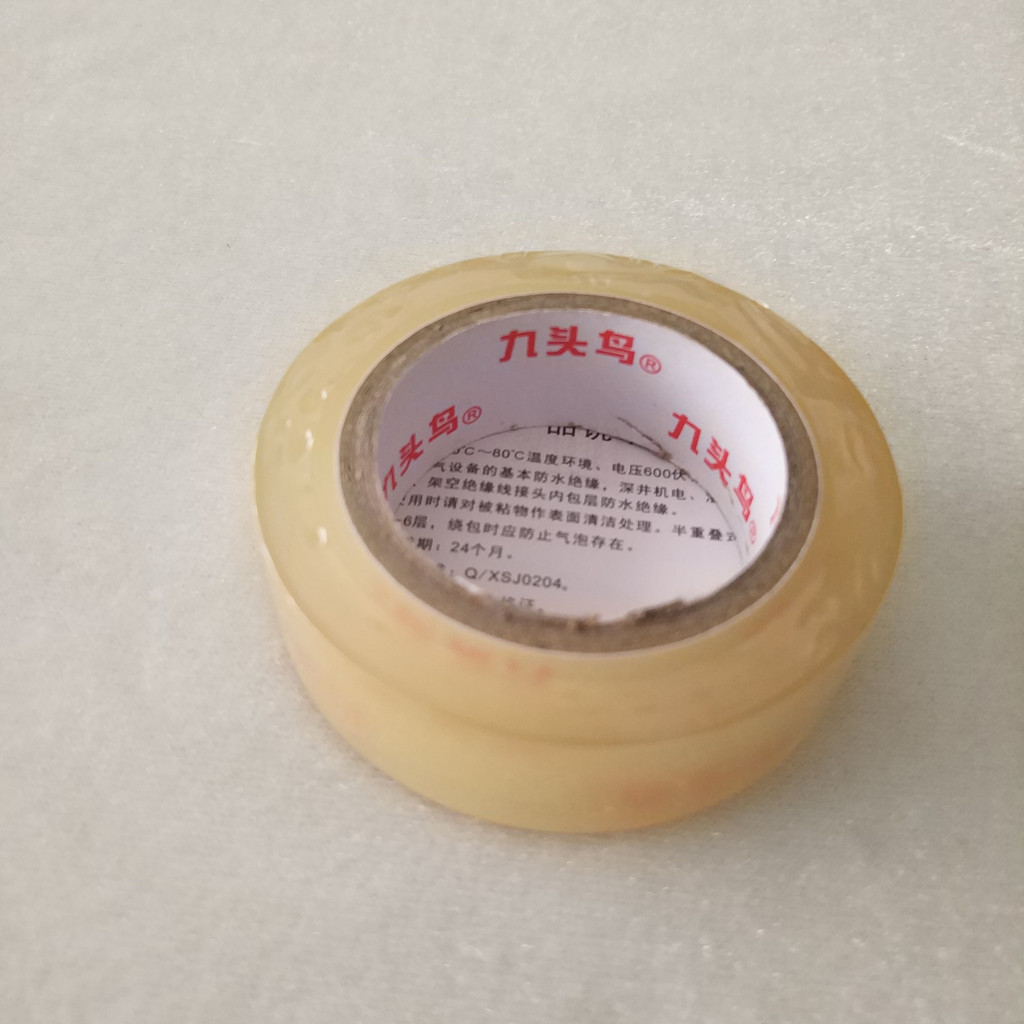 九头鸟®
九头鸟®
九头鸟®
品说
0℃~80℃温度环境、电压600伏
气设备的基本防水绝缘，深井机电、
架空绝缘线接头内包层防水绝缘。
用时请对被粘物作表面清洁处理。半重叠
6层，绕包时应防止气泡存在。
期：24个月。
：Q/XSJ0204。